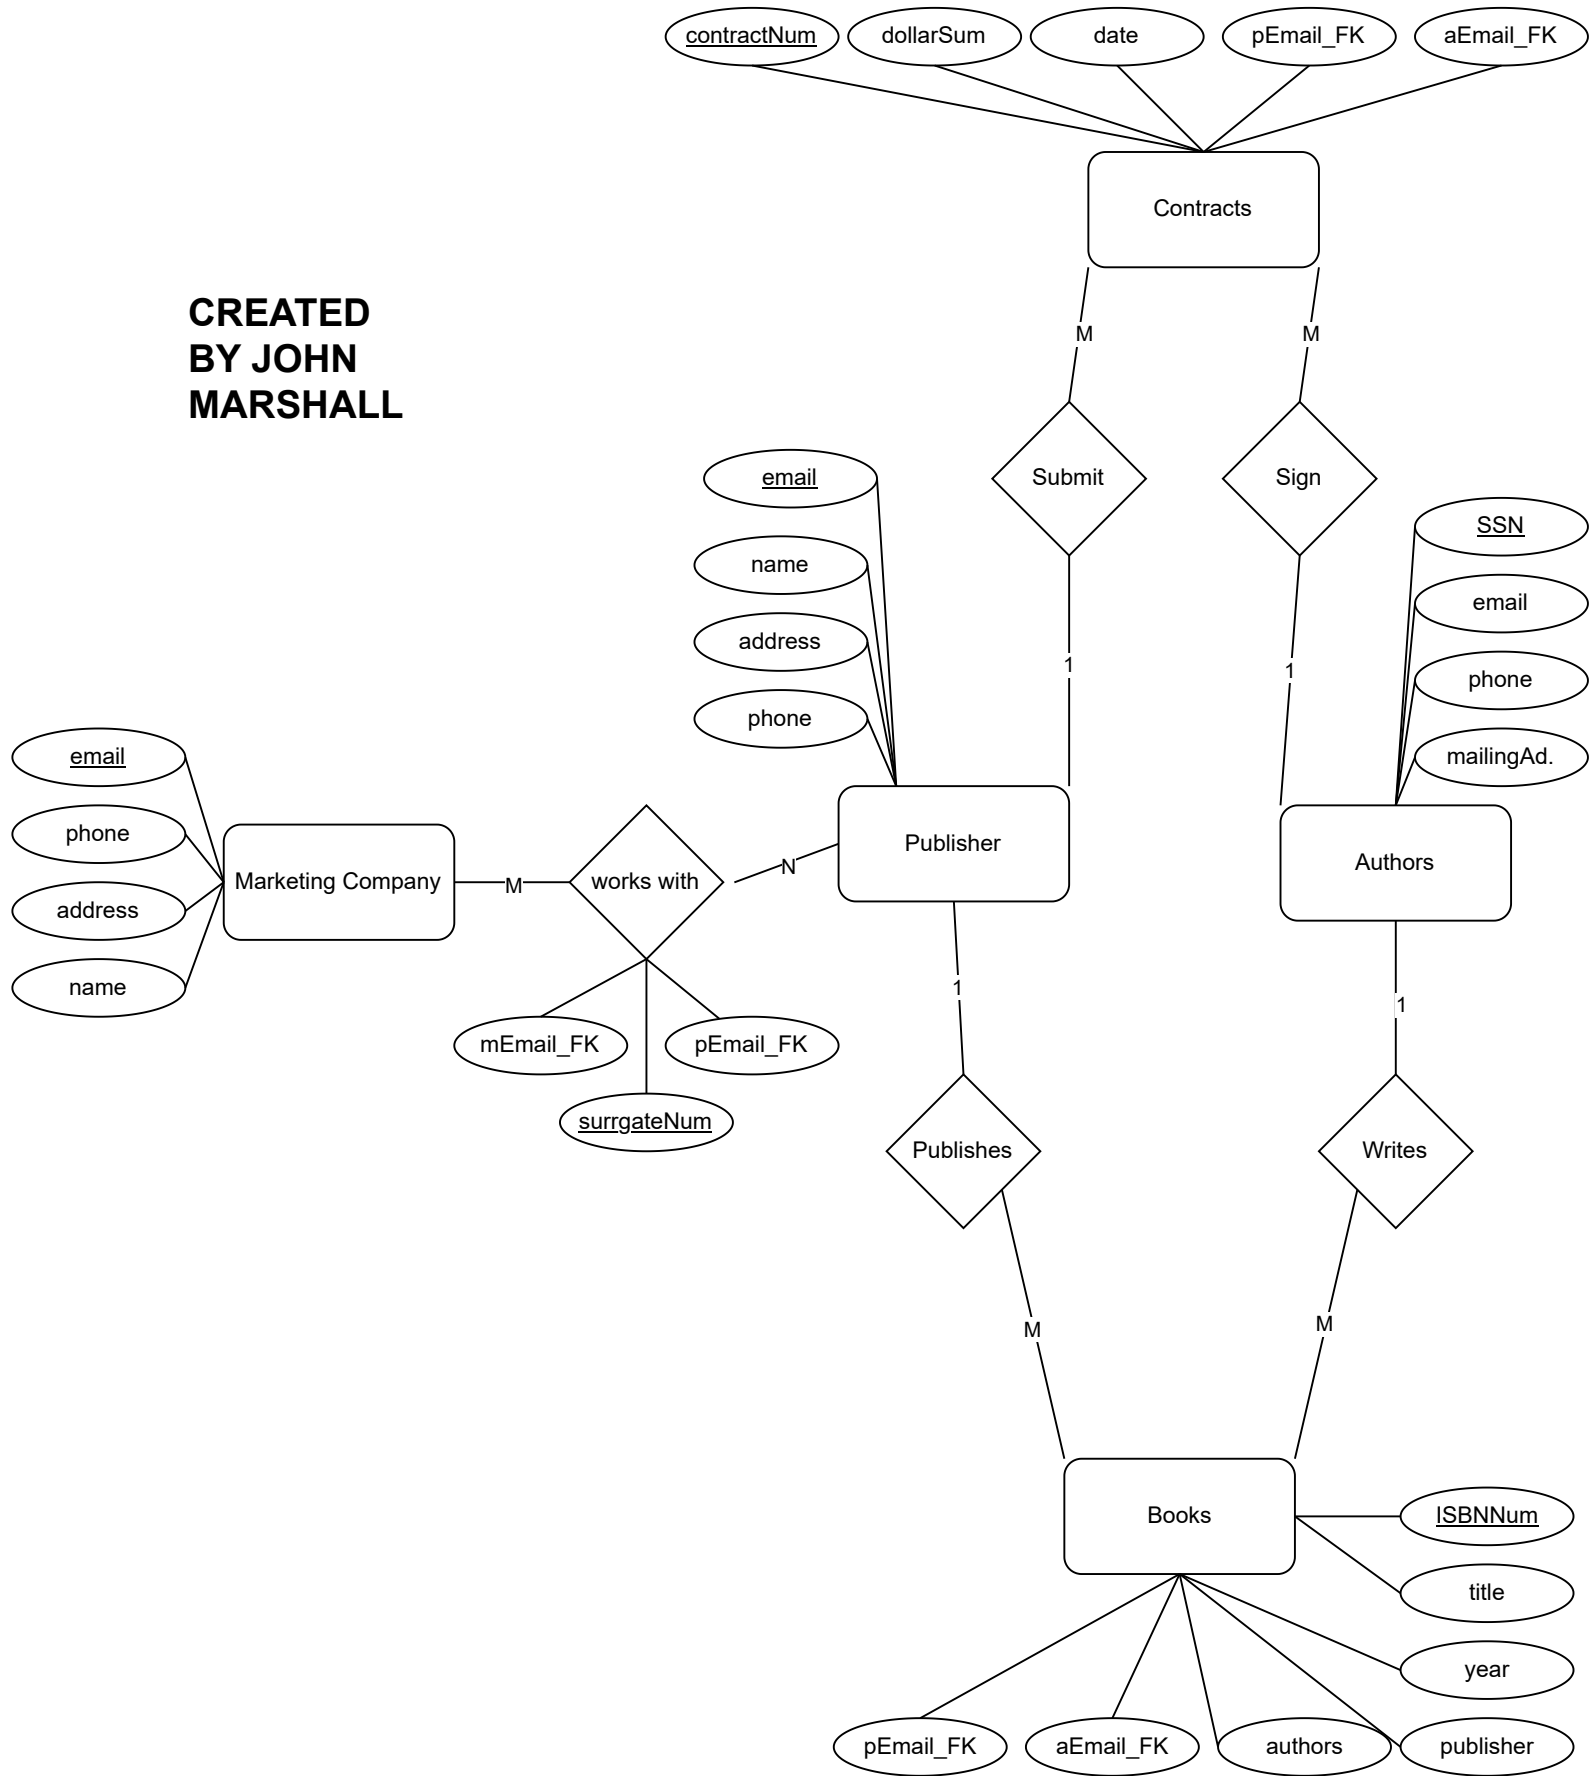 contractNum
dollarSum
date
pEmail_FK
aEmail_FK
Contracts
CREATED
BY JOHN
MARSHALL
M
M
Submit
Sign
email
name
address
phone
1
1
SSN
email
phone
mailingAd.
email
phone
address
name
Marketing Company
M
works with
N
Publisher
Authors
mEmail_FK
pEmail_FK
surrgateNum
1
1
Publishes
Writes
M
M
Books
ISBNNum
title
year
pEmail_FK
aEmail_FK
authors
publisher